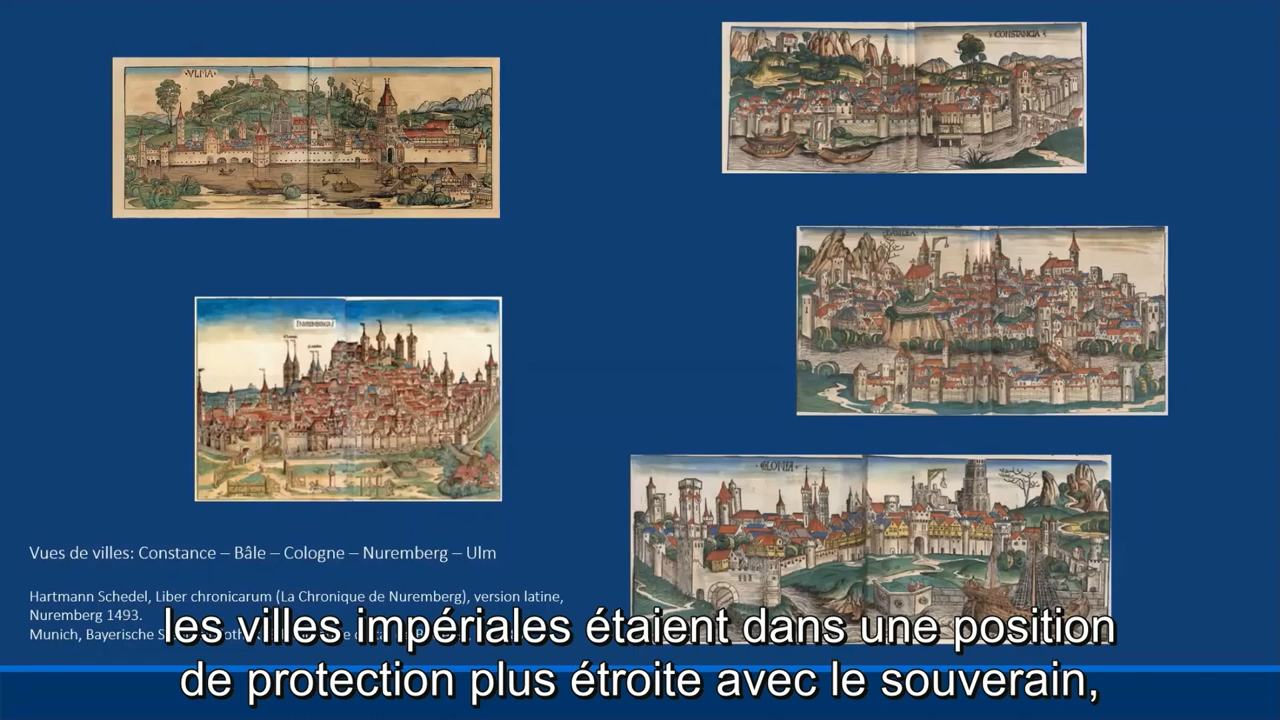 ·VLMA·
CONSTANCIA
COLONIA
Vues de villes: Constance – Bâle – Cologne – Nuremberg – Ulm
Hartmann Schedel, Liber chronicarum (La Chronique de Nuremberg), version latine,
Nuremberg 1493.
Munich, Bayerische
les villes impériales étaient dans une position
de protection plus étroite avec le souverain,